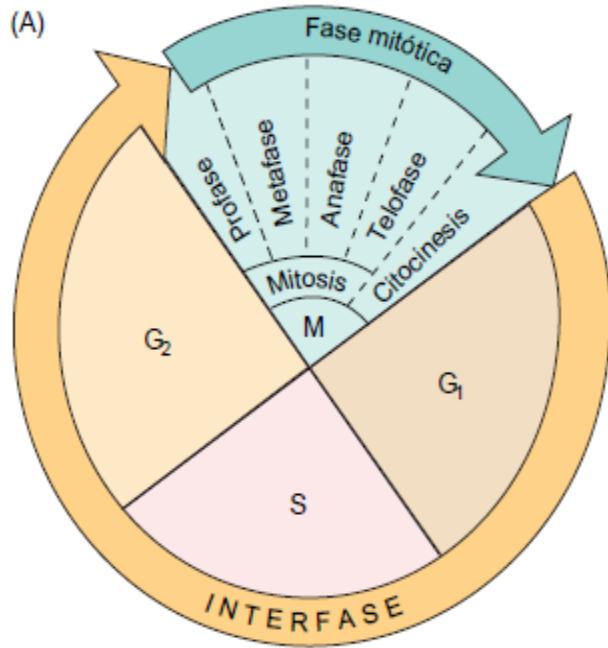 (A)
Fase mitótica
Profase
Metafase
Anafase
Telofase
Citocinesis
Mitosis
M
G₂
G₁
S
INTERFASE